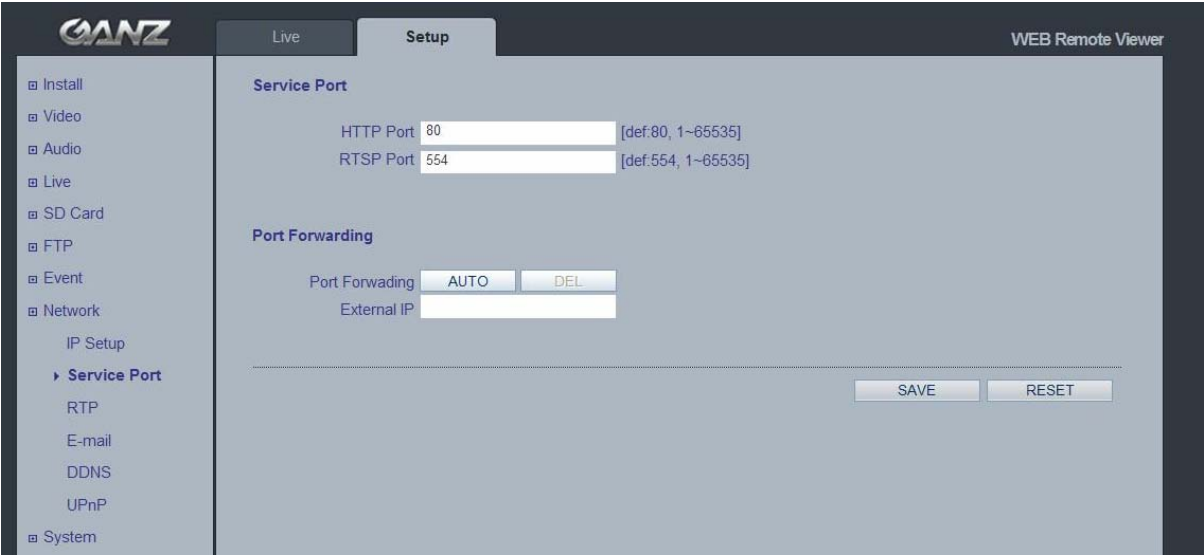 GANZ
Live
Setup
WEB Remote Viewer
Install
Video
Audio
Live
SD Card
FTP
Event
Network
IP Setup
Service Port
RTP
E-mail
DDNS
UPnP
System
Service Port
HTTP Port 80 [def:80, 1~65535]
RTSP Port 554 [def:554, 1~65535]
Port Forwarding
Port Forwading AUTO DEL
External IP
SAVE RESET